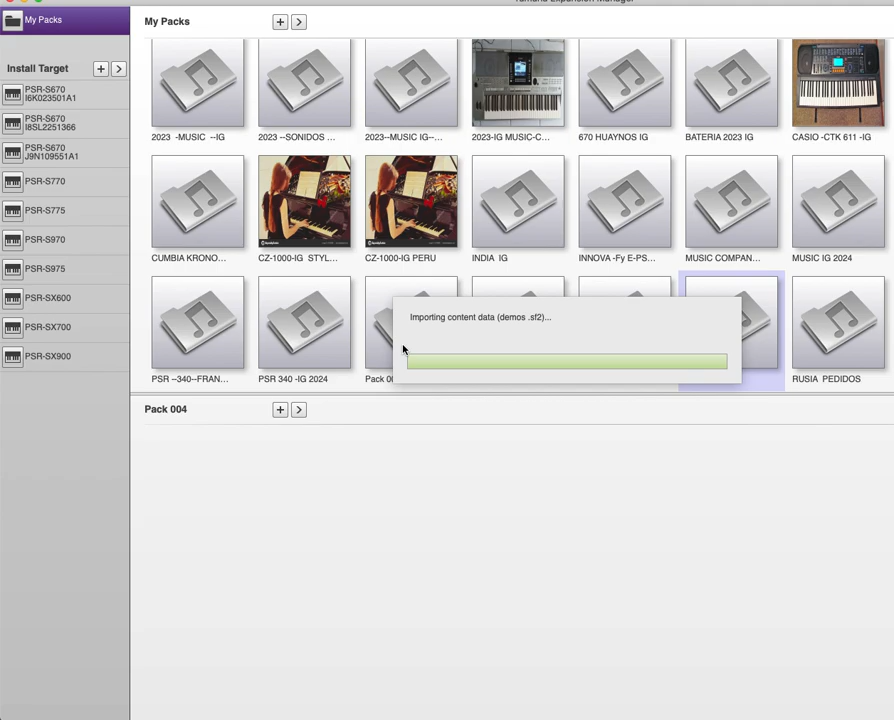 My Packs
My Packs
+
>
Install Target
+
>
PSR-S670
I6K023501A1
PSR-S670
I8SL2251366
PSR-S670
J9N109551A1
PSR-S770
PSR-S775
PSR-S970
PSR-S975
PSR-SX600
PSR-SX700
PSR-SX900
2023 -MUSIC --IG
2023 --SONIDOS ...
2023--MUSIC IG--...
2023-IG MUSIC-C...
670 HUAYNOS IG
BATERIA 2023 IG
CASIO -CTK 611 -IG
CUMBIA KRONO...
CZ-1000-IG STYL...
CZ-1000-IG PERU
INDIA IG
INNOVA -Fy E-PS...
MUSIC COMPAN...
MUSIC IG 2024
PSR --340--FRAN...
PSR 340 -IG 2024
RUSIA PEDIDOS
Importing content data (demos .sf2)...
Pack 004
+
>